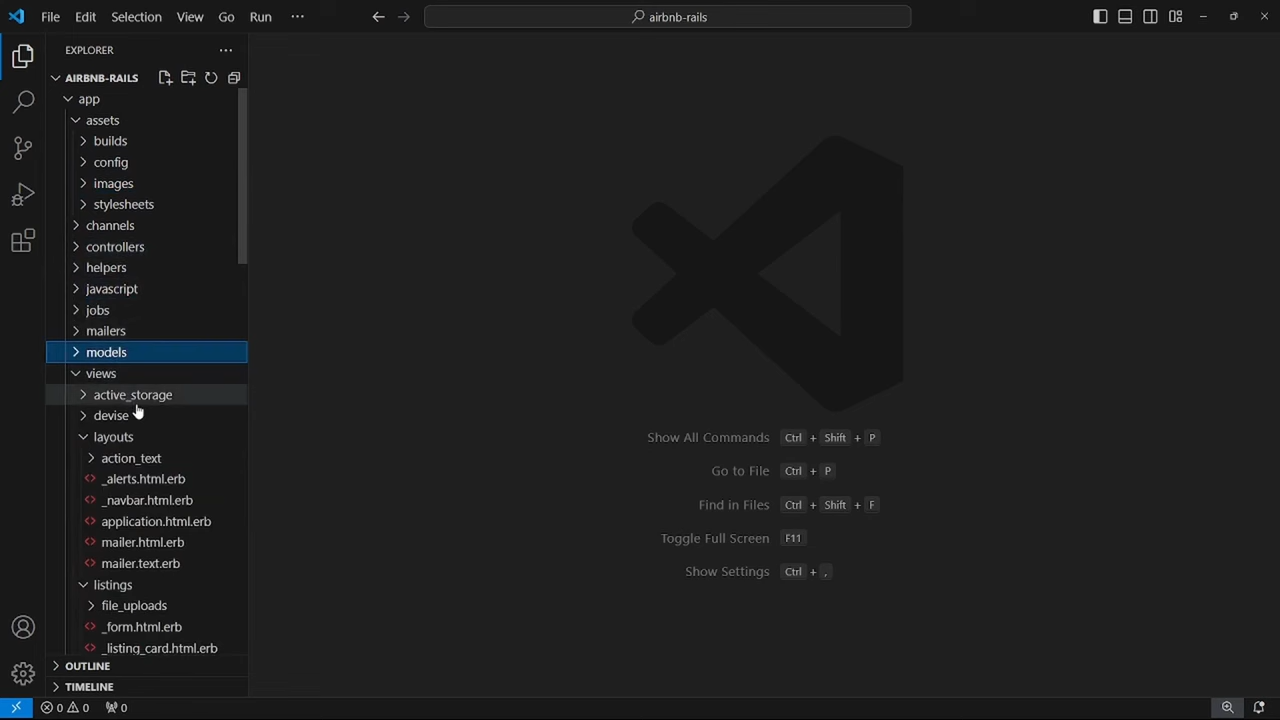 File Edit Selection View Go Run ··· airbnb-rails
EXPLORER ···
AIRBNB-RAILS
app
assets
builds
config
images
stylesheets
channels
controllers
helpers
javascript
jobs
mailers
models
views
active_storage
devise
layouts
action_text
_alerts.html.erb
_navbar.html.erb
application.html.erb
mailer.html.erb
mailer.text.erb
listings
file_uploads
_form.html.erb
_listing_card.html.erb
OUTLINE
TIMELINE
Show All Commands Ctrl + Shift + P
Go to File Ctrl + P
Find in Files Ctrl + Shift + F
Toggle Full Screen F11
Show Settings Ctrl + ,
0 0 0